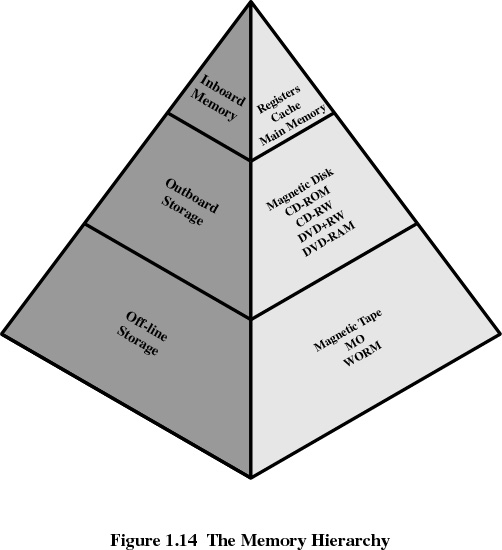 Inboard
Memory
Registers
Cache
Main Memory
Outboard
Storage
Magnetic Disk
CD-ROM
CD-RW
DVD+RW
DVD-RAM
Off-line
Storage
Magnetic Tape
MO
WORM
Figure 1.14 The Memory Hierarchy